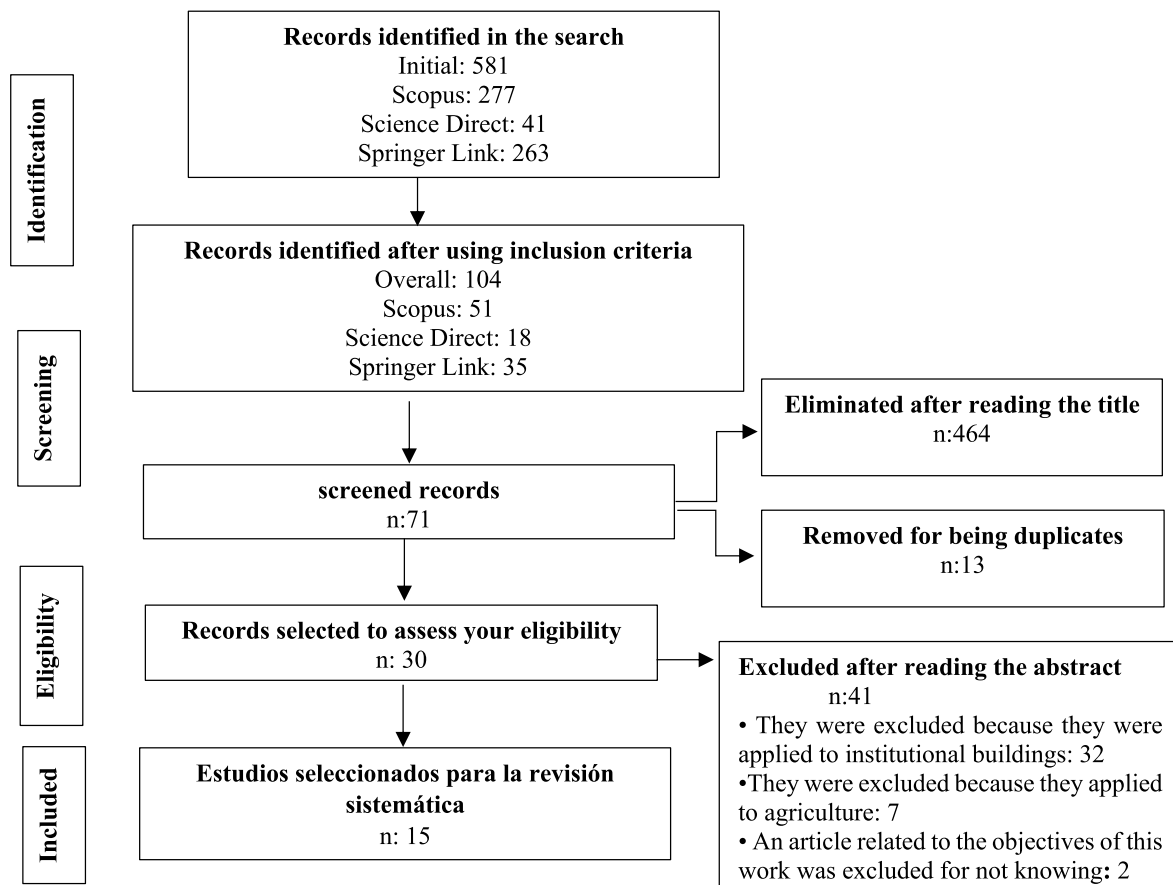 Identification
Records identified in the search
Initial: 581
Scopus: 277
Science Direct: 41
Springer Link: 263
Records identified after using inclusion criteria
Overall: 104
Scopus: 51
Science Direct: 18
Springer Link: 35
Screening
screened records
n:71
Eliminated after reading the title
n:464
Removed for being duplicates
n:13
Eligibility
Records selected to assess your eligibility
n: 30
Excluded after reading the abstract
n:41
• They were excluded because they were
applied to institutional buildings: 32
•They were excluded because they applied
to agriculture: 7
• An article related to the objectives of this
work was excluded for not knowing: 2
Included
Estudios seleccionados para la revisión
sistemática
n: 15